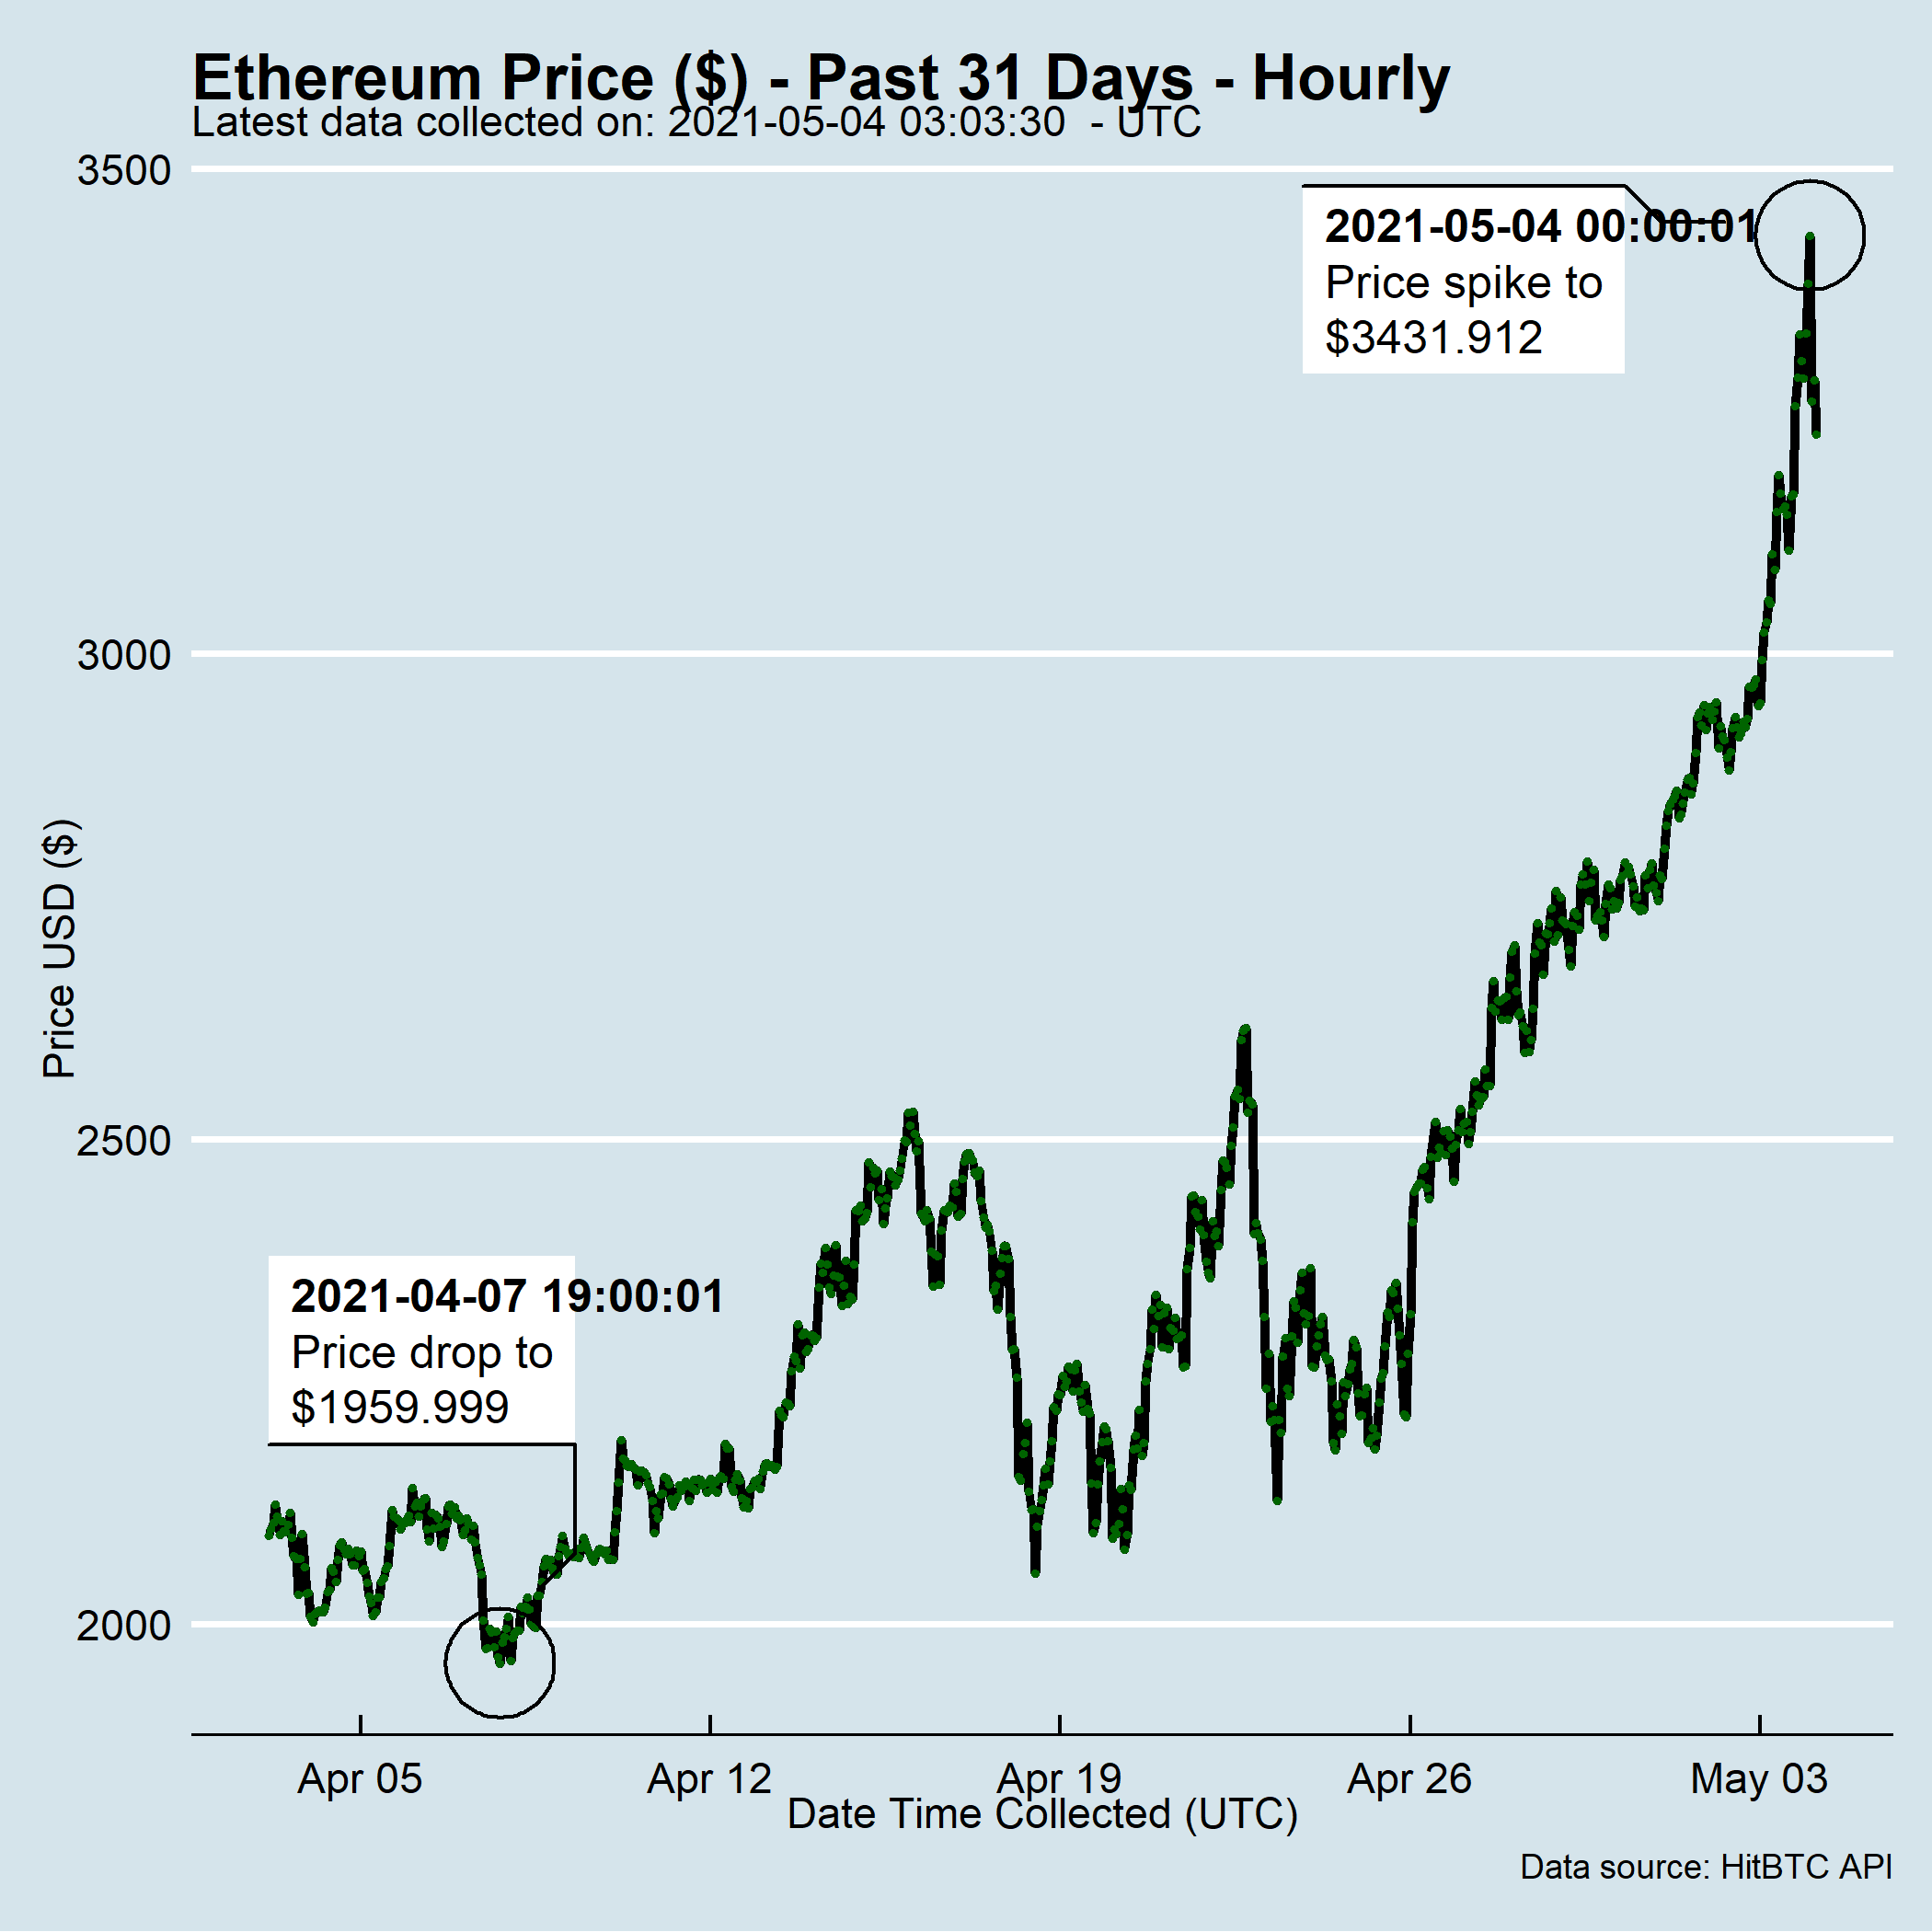 Ethereum Price ($) - Past 31 Days - Hourly
Latest data collected on: 2021-05-04 03:03:30  - UTC
3500
3000
2500
2000
Price USD ($)
2021-05-04 00:00:01
Price spike to
$3431.912
2021-04-07 19:00:01
Price drop to
$1959.999
Apr 05
Apr 12
Apr 19
Apr 26
May 03
Date Time Collected (UTC)
Data source: HitBTC API